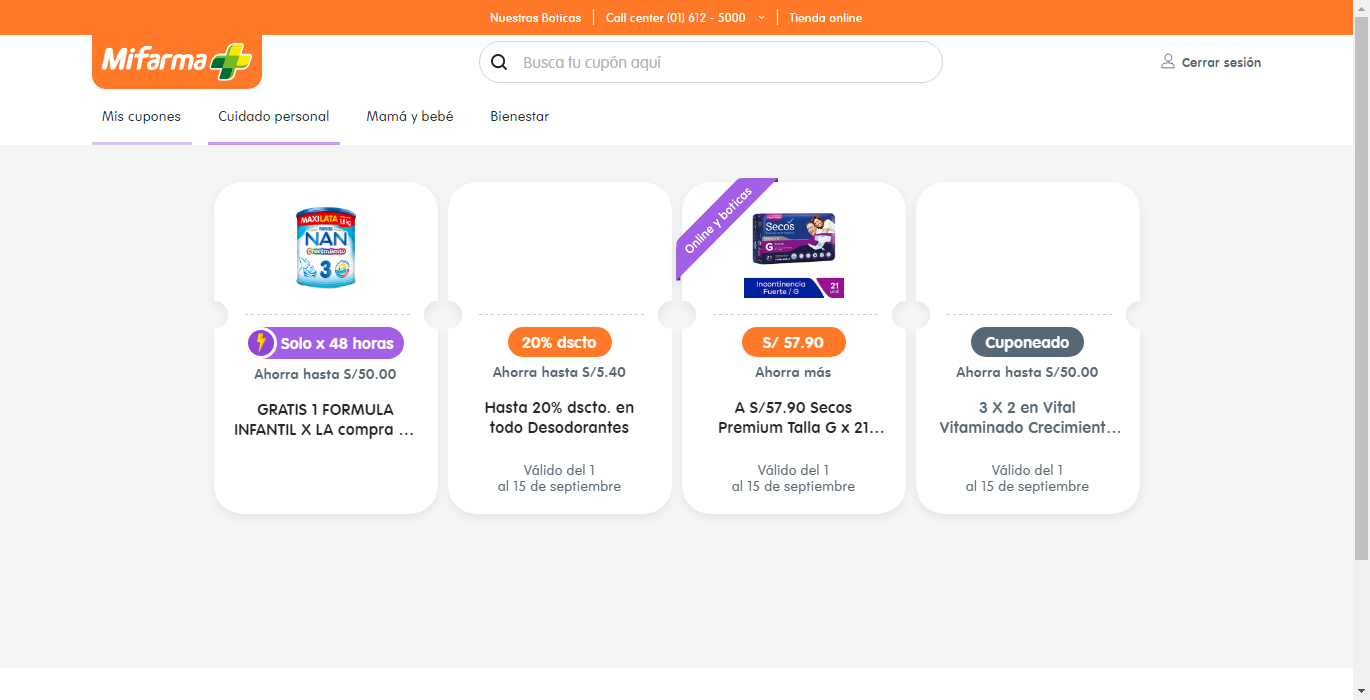 Nuestras Boticas
Call center (01) 612 - 5000
Tienda online
Mifarma
Busca tu cupón aquí
Cerrar sesión
Mis cupones
Cuidado personal
Mamá y bebé
Bienestar
MAXILATA
NAN
Crecimiento
3
Solo x 48 horas
Ahorra hasta S/50.00
GRATIS 1 FORMULA
INFANTIL X LA compra ...
20% dscto
Ahorra hasta S/5.40
Hasta 20% dscto. en
todo Desodorantes
Válido del 1
al 15 de septiembre
Online y boticas
Secos
G
21
Incontinencia
Fuerte / G
21
unid
S/ 57.90
Ahorra más
A S/57.90 Secos
Premium Talla G x 21...
Válido del 1
al 15 de septiembre
Cuponeado
Ahorra hasta S/50.00
3 X 2 en Vital
Vitaminado Crecimient...
Válido del 1
al 15 de septiembre